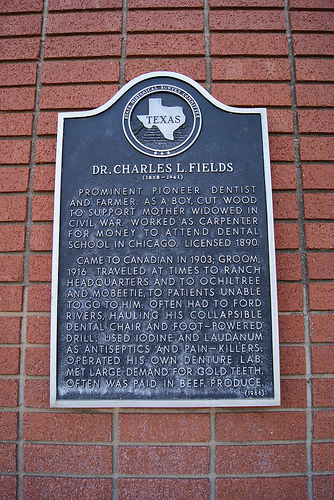 STATE HISTORICAL SURVEY COMMITTEE
TEXAS
DR. CHARLES L. FIELDS
PROMINENT PIONEER DENTIST
AND FARMER. AS A BOY, CUT WOOD
TO SUPPORT MOTHER WIDOWED IN
CIVIL WAR. WORKED AS CARPENTER
FOR MONEY TO ATTEND DENTAL
SCHOOL IN CHICAGO. LICENSED 1890.
CAME TO CANADIAN IN 1903; GROOM,
1916. TRAVELED AT TIMES TO RANCH
HEADQUARTERS AND TO OCHILTREE
AND MOBEETIE, TO PATIENTS UNABLE
TO GO TO HIM. OFTEN HAD TO FORD
RIVERS, HAULING HIS COLLAPSIBLE
DENTAL CHAIR AND FOOT-POWERED
DRILL. USED IODINE AND LAUDANUM
AS ANTISEPTICS AND PAIN-KILLERS.
OPERATED HIS OWN DENTURE LAB.
MET LARGE DEMAND FOR GOLD TEETH.
OFTEN WAS PAID IN BEEF, PRODUCE.